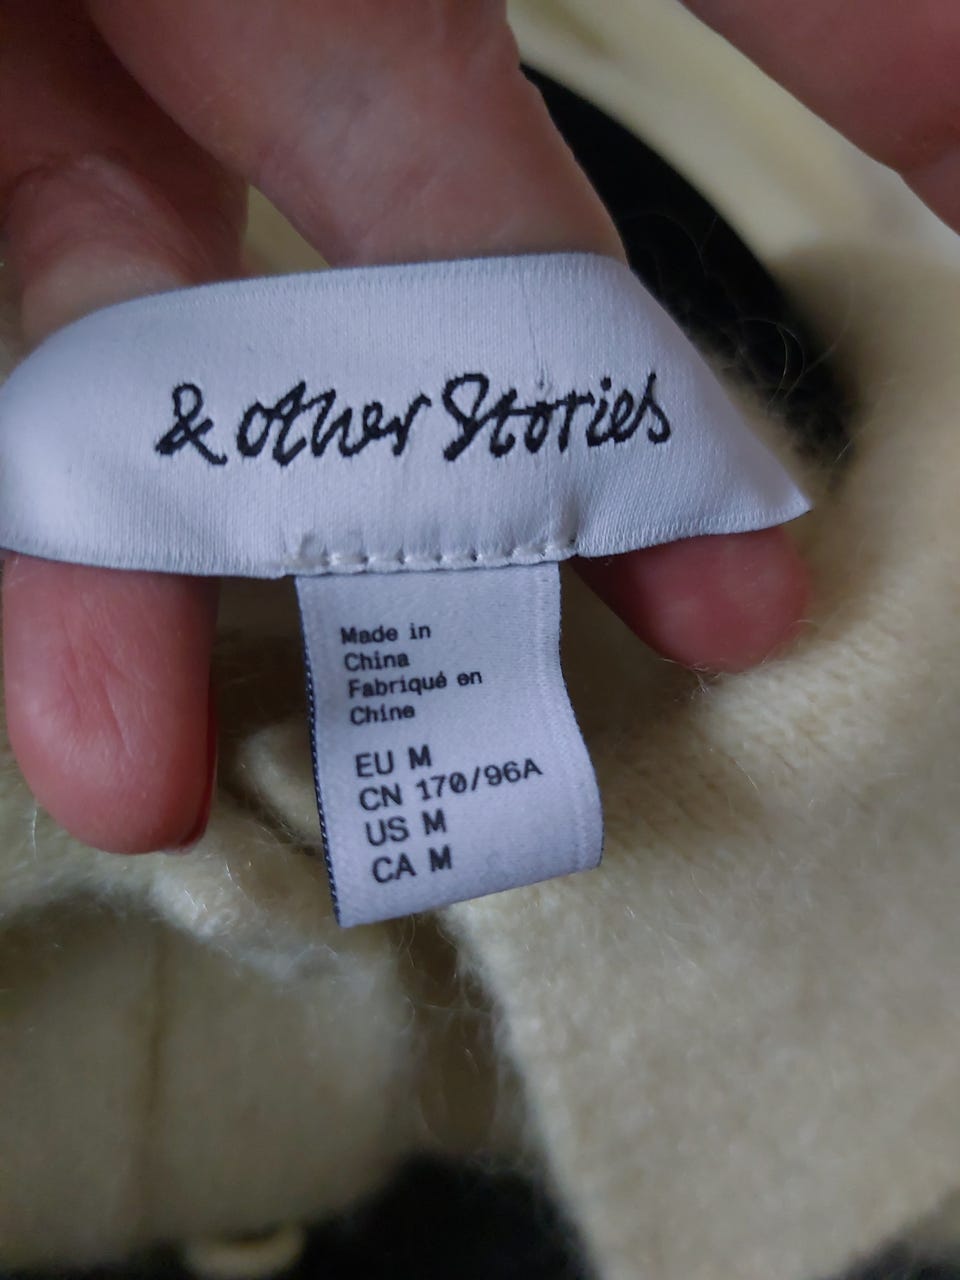 & other Stories
Made in
China
Fabriqué en
Chine
EU M
CN 170/96A
US M
CA M